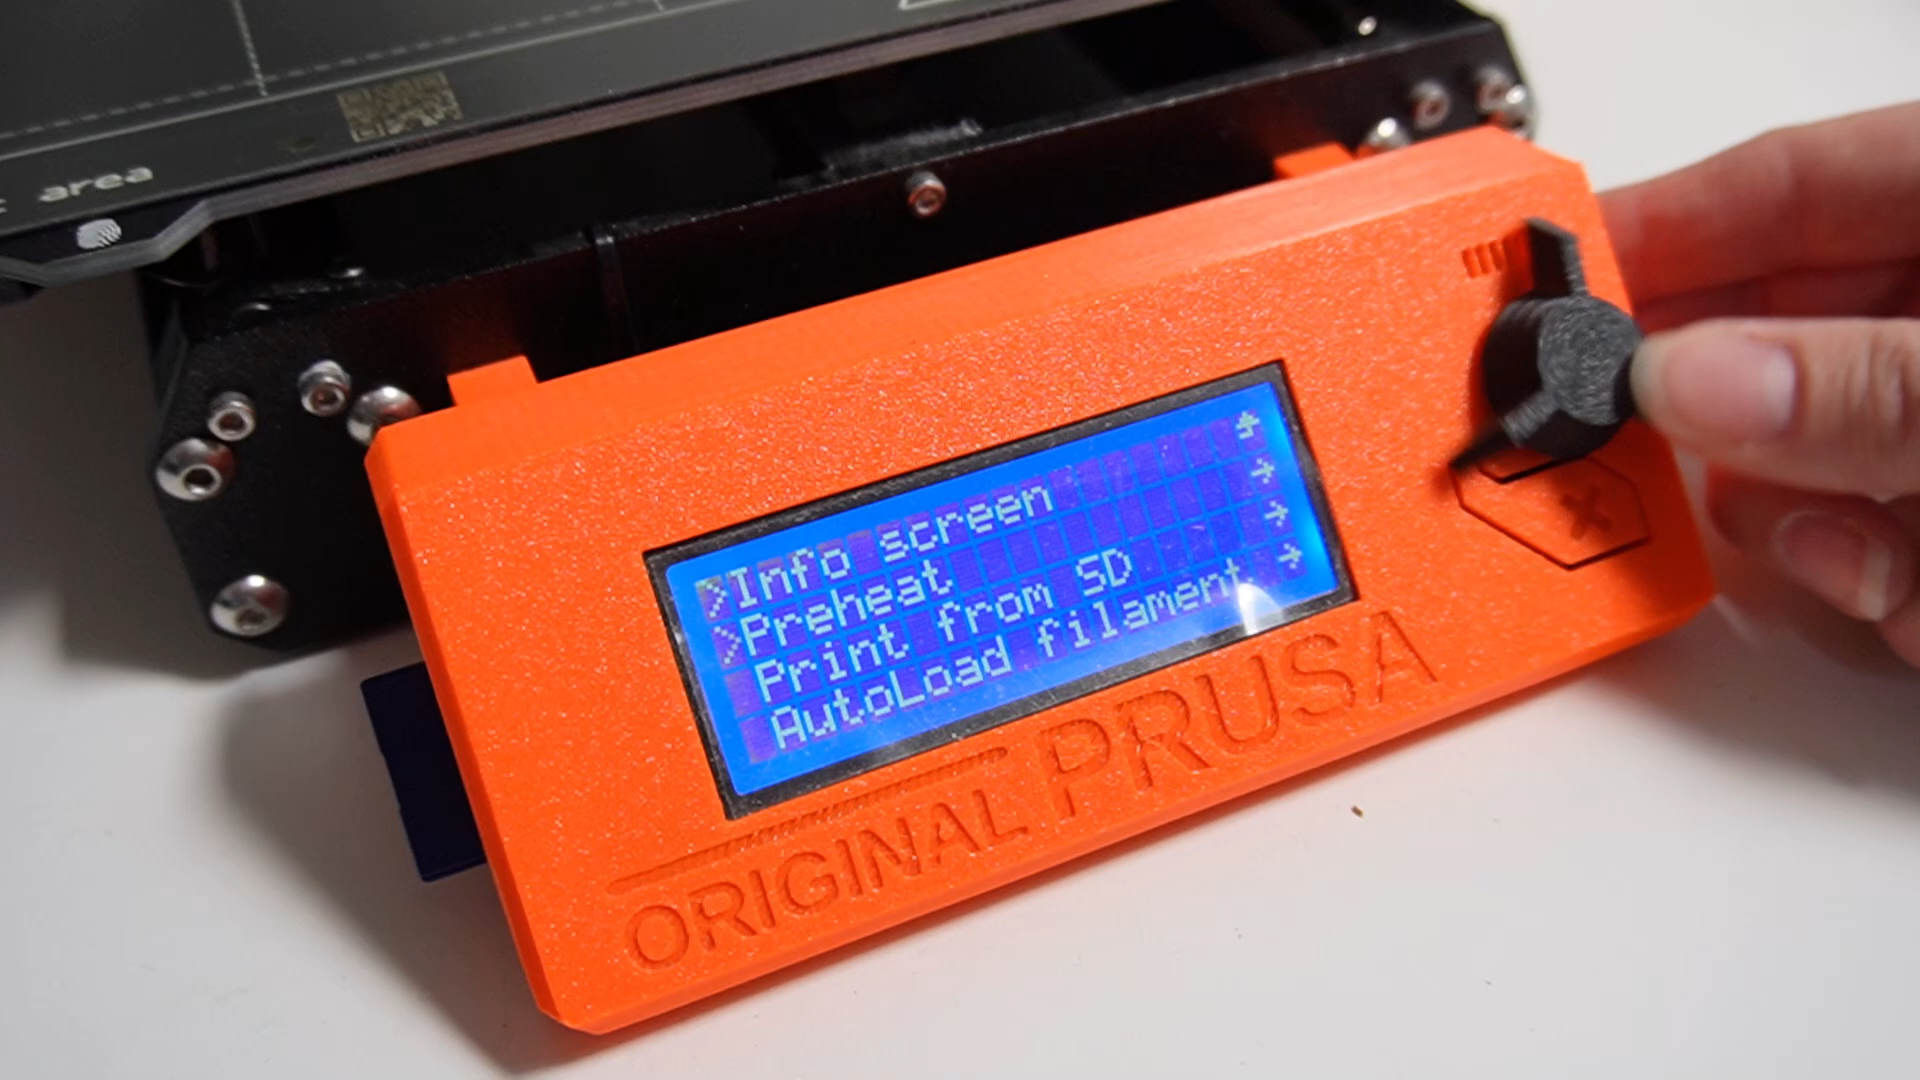 area
>Info screen
>Preheat →
Print from SD →
AutoLoad filament →
ORIGINAL PRUSA